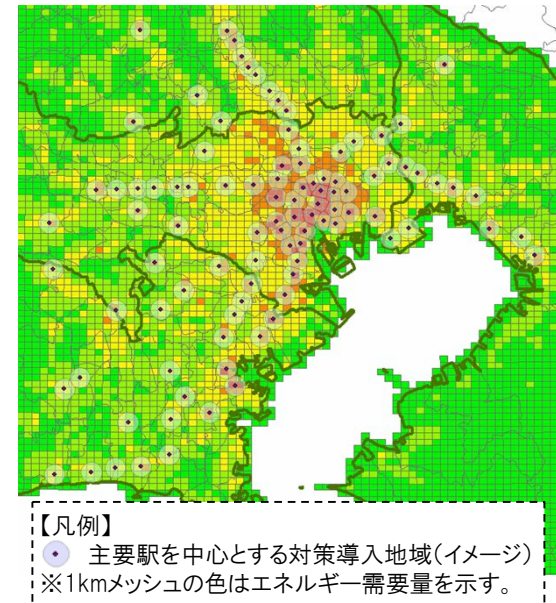 【凡例】
主要駅を中心とする対策導入地域(イメージ)
※1kmメッシュの色はエネルギー需要量を示す。